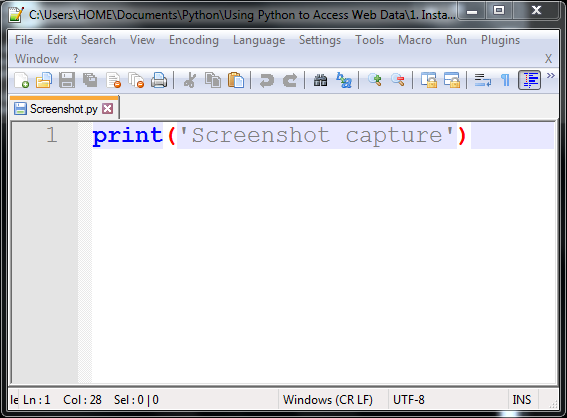 C:\Users\HOME\Documents\Python\Using Python to Access Web Data\1. Insta...
File Edit Search View Encoding Language Settings Tools Macro Run Plugins
Window ? X
Screenshot.py
1 print('Screenshot capture')
Ln : 1 Col : 28 Sel : 0 | 0 Windows (CR LF) UTF-8 INS